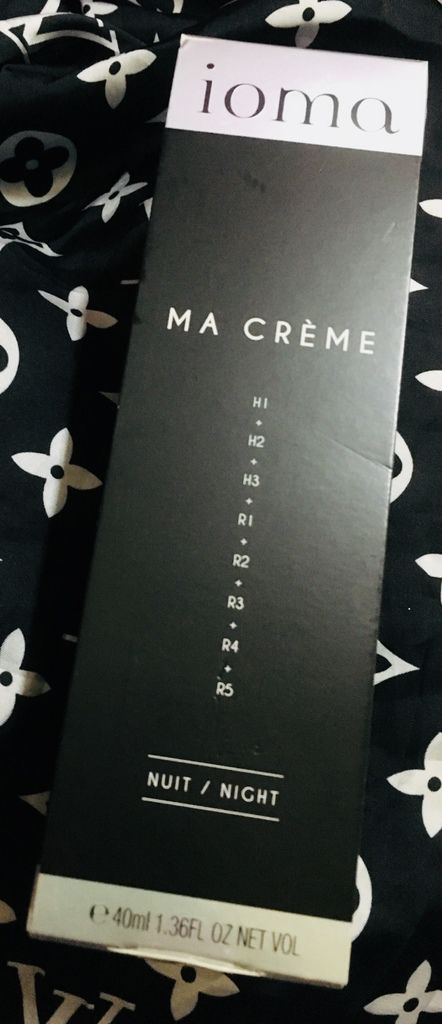 ioma
MA CRÈME
H1
+
H2
+
H3
+
R1
+
R2
+
R3
+
R4
+
R5
NUIT / NIGHT
℮ 40ml 1.36FL OZ NET VOL